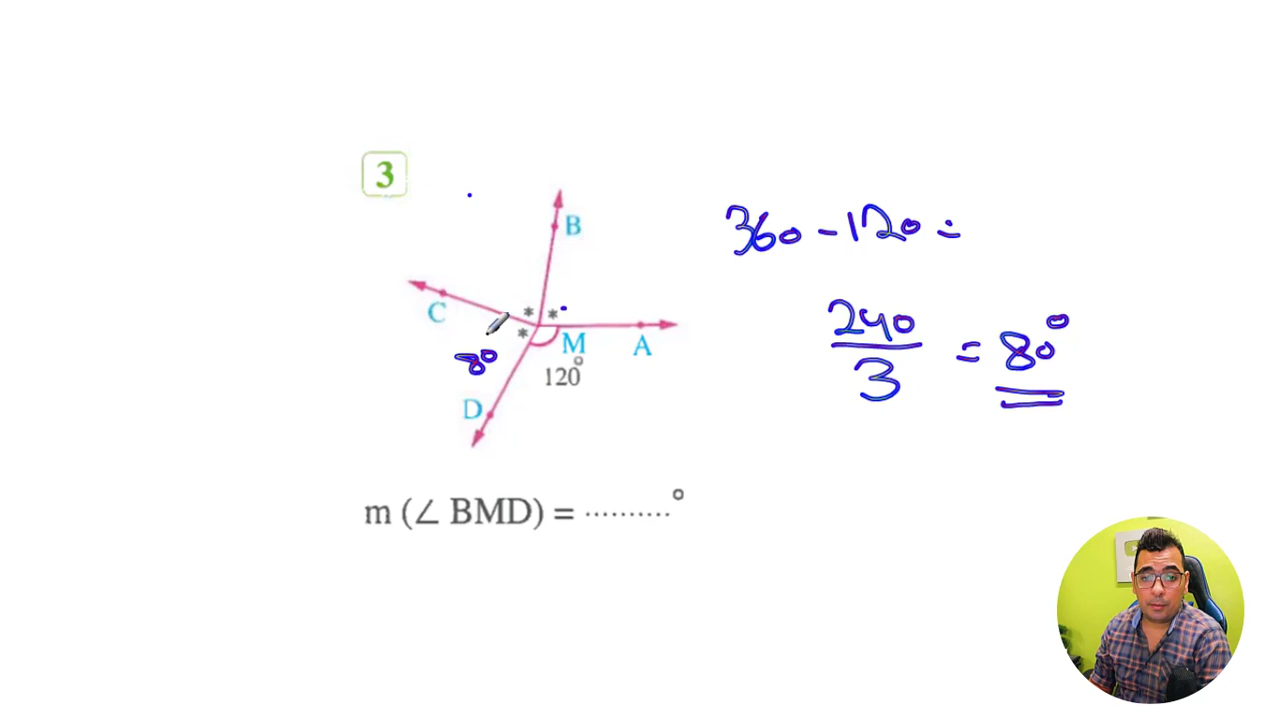 3
B
360 - 120 =
C
* *
*
M
A
240
3
= 80°
80
120°
D
m (∠ BMD) = ..........°